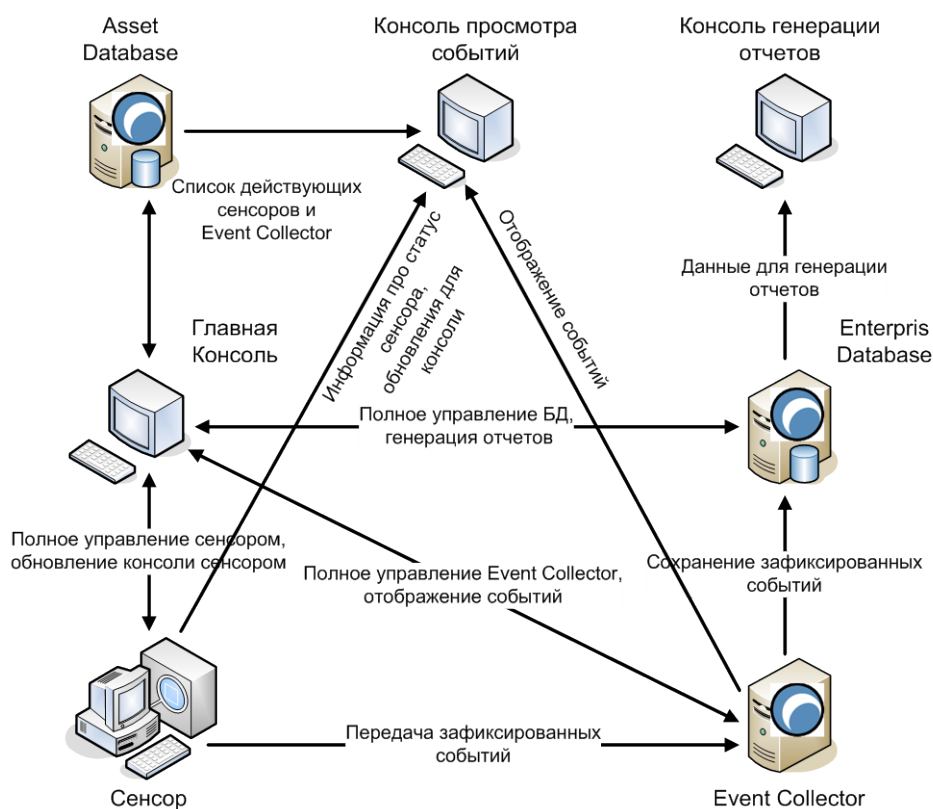 Asset
Database
Консоль просмотра
событий
Консоль генерации
отчетов
Список действующих
сенсоров и
Event Collector
Информация про статус
сенсора,
обновления для
консоли
Отображение событий
Данные для генерации
отчетов
Главная
Консоль
Enterpris
Database
Полное управление БД,
генерация отчетов
Полное управление сенсором,
обновление консоли сенсором
Полное управление Event Collector,
отображение событий
Сохранение зафиксированных
событий
Передача зафиксированных
событий
Сенсор
Event Collector